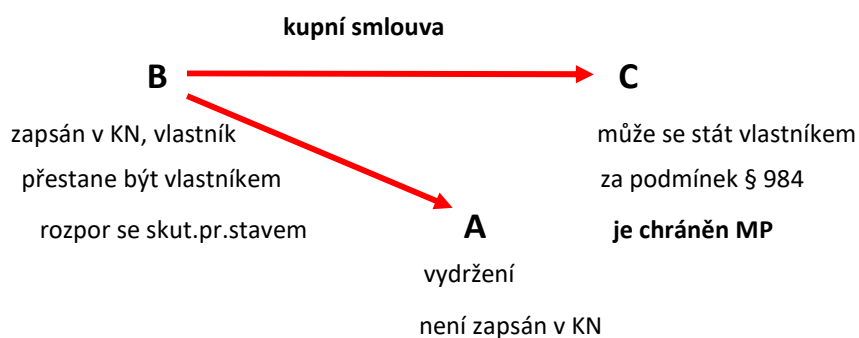 kupní smlouva
B
C
zapsán v KN, vlastník
může se stát vlastníkem
přestane být vlastníkem
za podmínek § 984
rozpor se skut.pr.stavem
A
je chráněn MP
vydržení
není zapsán v KN